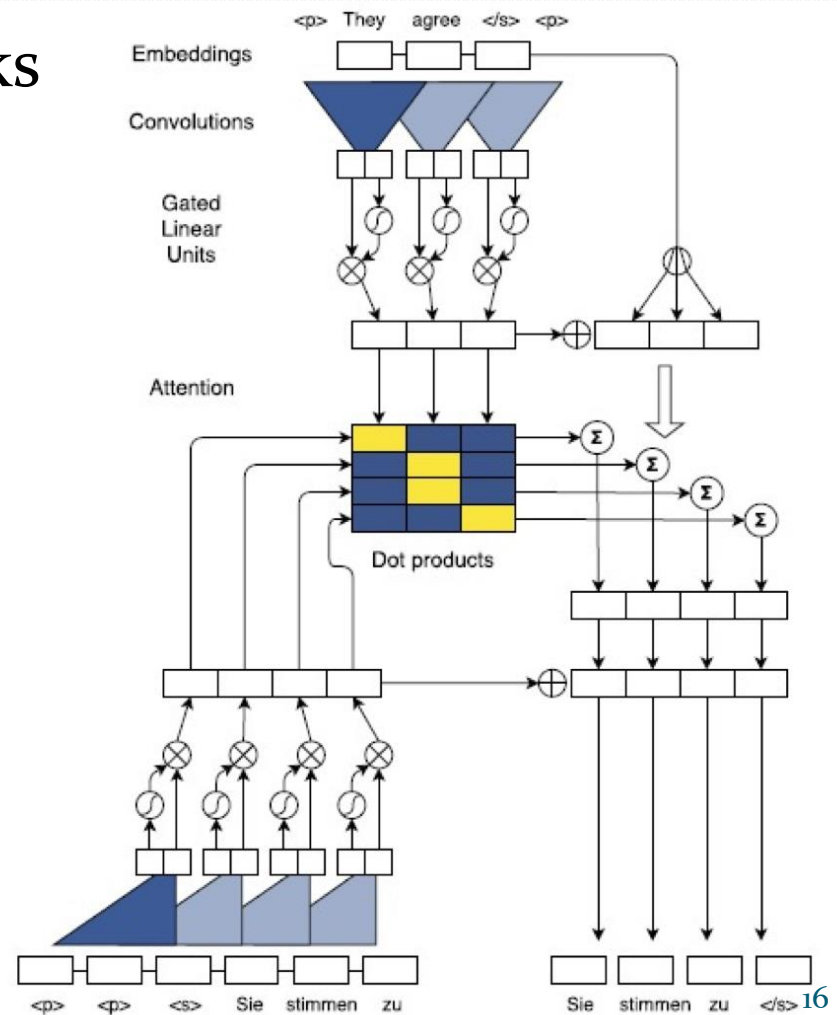 <p> They agree </s> <p>
Embeddings
ks
Convolutions
Gated
Linear
Units
Attention
Σ
Σ
Σ
Σ
Dot products
<p> <p> <s> Sie stimmen zu
Sie stimmen zu </s>
16